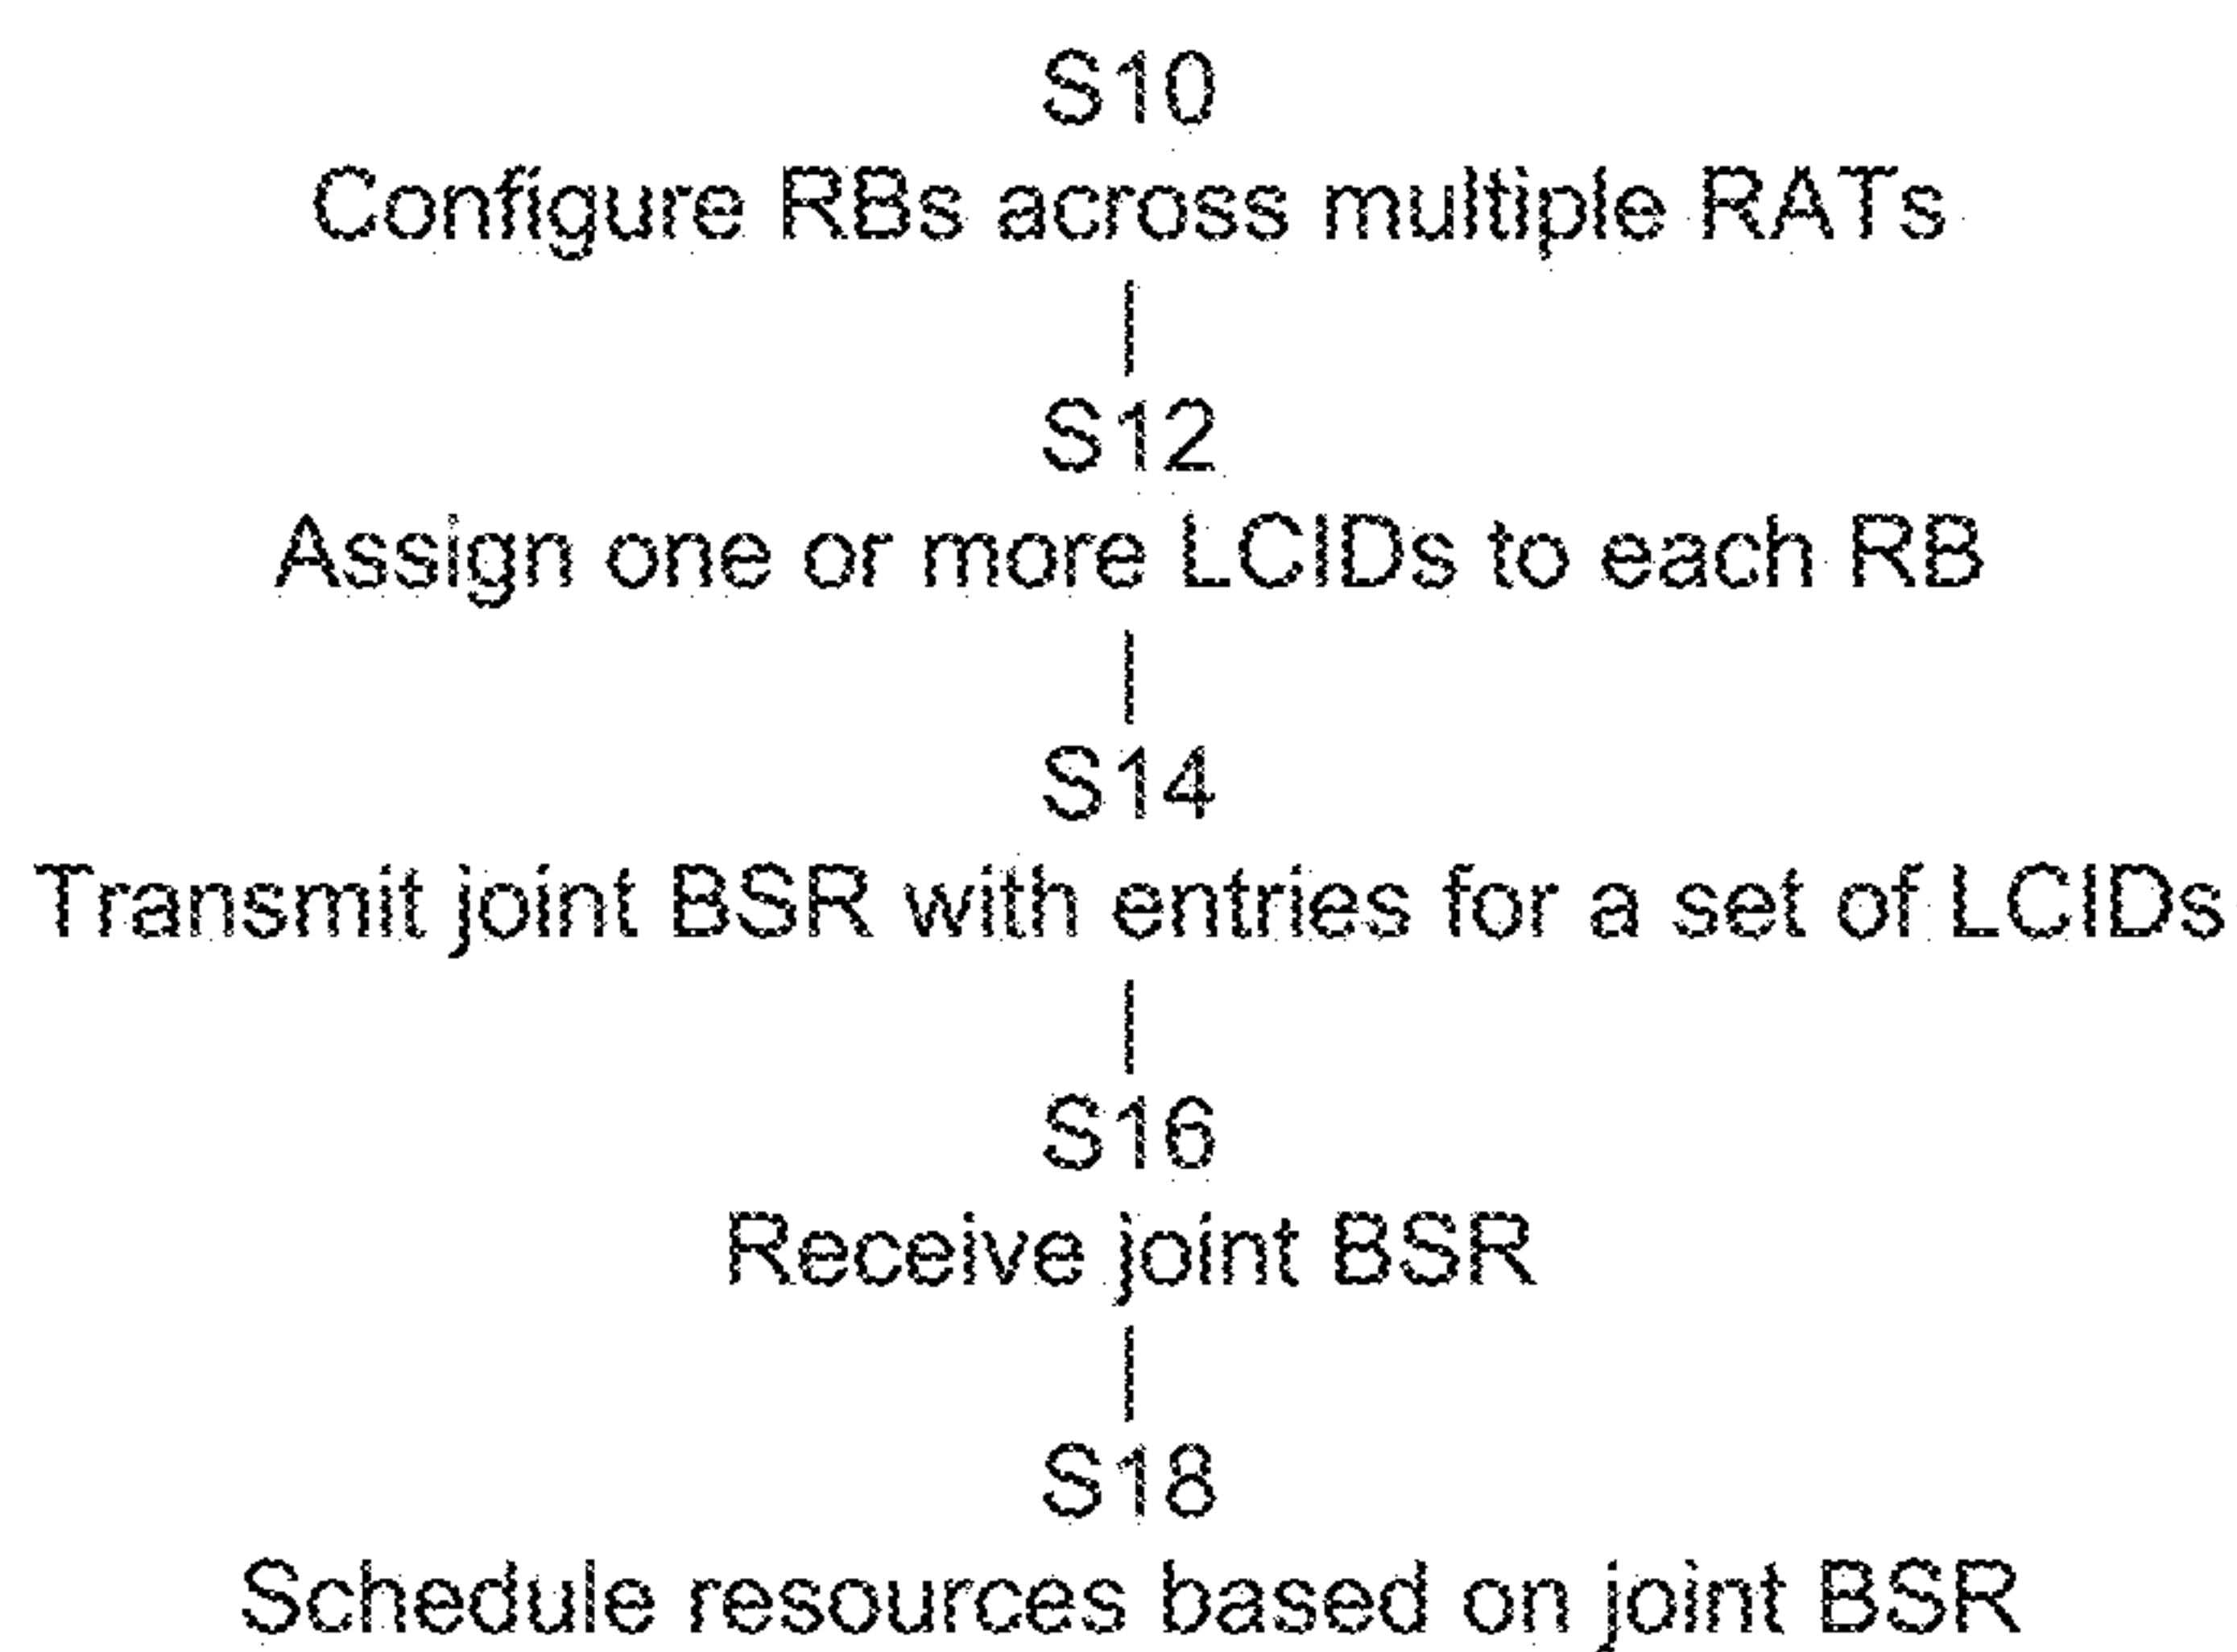 S10
Configure RBs across multiple RATs
S12
Assign one or more LCIDs to each RB
S14
Transmit joint BSR with entries for a set of LCIDs
S16
Receive joint BSR
S18
Schedule resources based on joint BSR